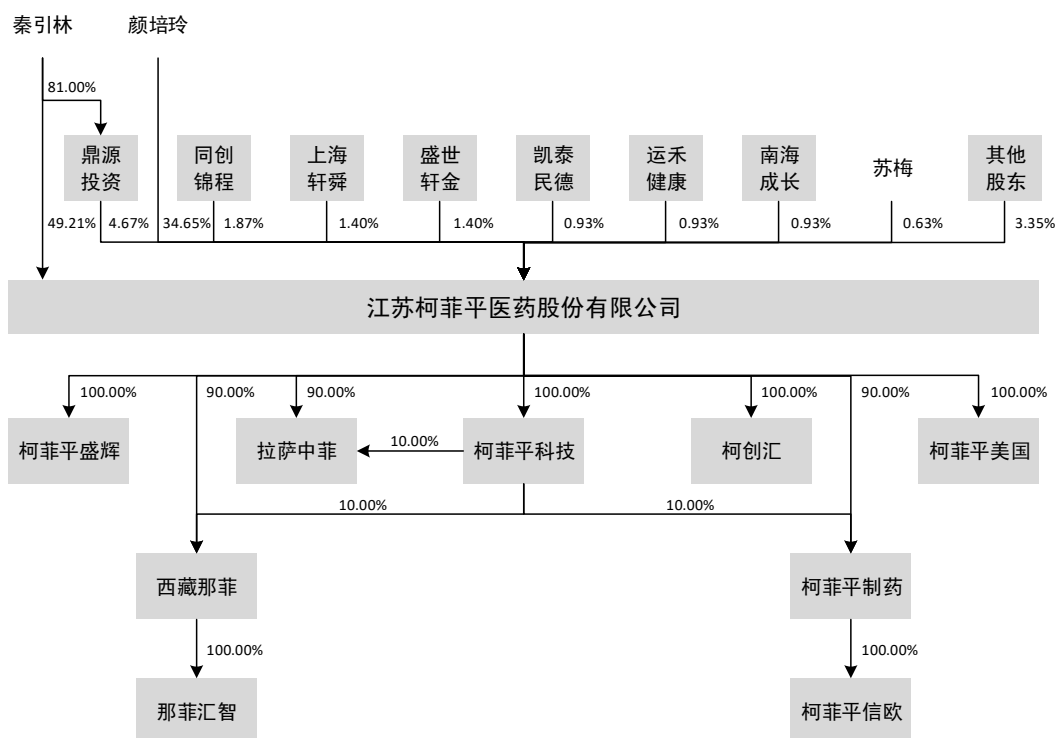 秦引林
颜培玲
81.00%
鼎源
投资
同创
锦程
上海
轩舜
盛世
轩金
凯泰
民德
运禾
健康
南海
成长
苏梅
其他
股东
49.21%
4.67%
34.65%
1.87%
1.40%
1.40%
0.93%
0.93%
0.93%
0.63%
3.35%
江苏柯菲平医药股份有限公司
100.00%
90.00%
90.00%
100.00%
100.00%
90.00%
100.00%
柯菲平盛辉
拉萨中菲
10.00%
柯菲平科技
柯创汇
柯菲平美国
10.00%
10.00%
西藏那菲
柯菲平制药
100.00%
100.00%
那菲汇智
柯菲平信欧